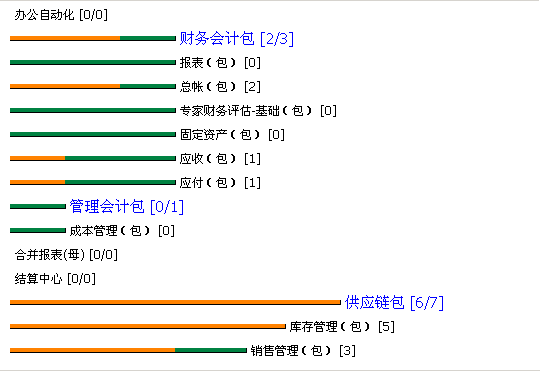 办公自动化 [0/0]
财务会计包 [2/3]
报表（包） [0]
总帐（包） [2]
专家财务评估-基础（包） [0]
固定资产（包） [0]
应收（包） [1]
应付（包） [1]
管理会计包 [0/1]
成本管理（包） [0]
合并报表(母) [0/0]
结算中心 [0/0]
供应链包 [6/7]
库存管理（包） [5]
销售管理（包） [3]